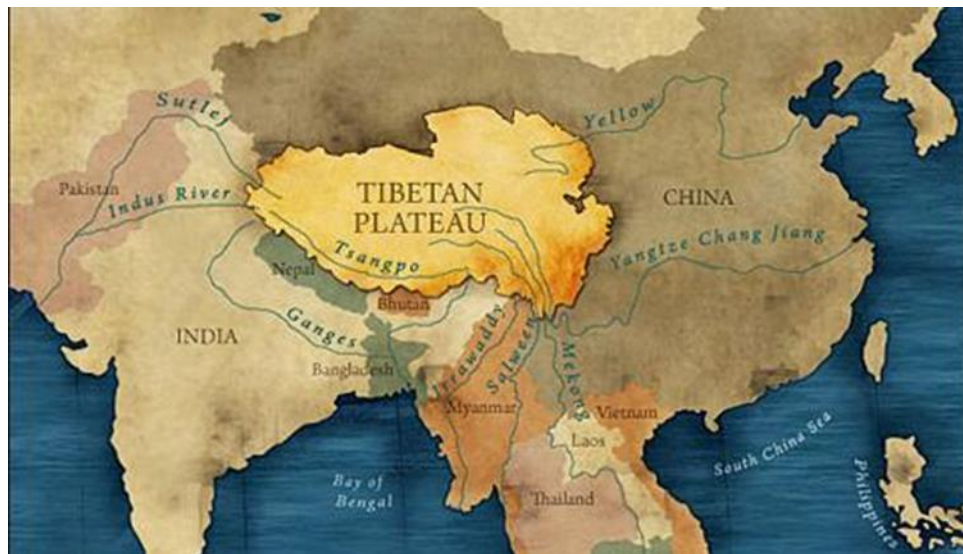 Sutlej
Yellow
Pakistan
Indus River
TIBETAN
PLATEAU
CHINA
Tsangpo
Yangtze Chang Jiang
Nepal
Bhutan
INDIA
Ganges
Bangladesh
Irrawaddy
Salween
Mekong
Myanmar
Vietnam
Laos
South China Sea
Bay of
Bengal
Thailand
Philippines